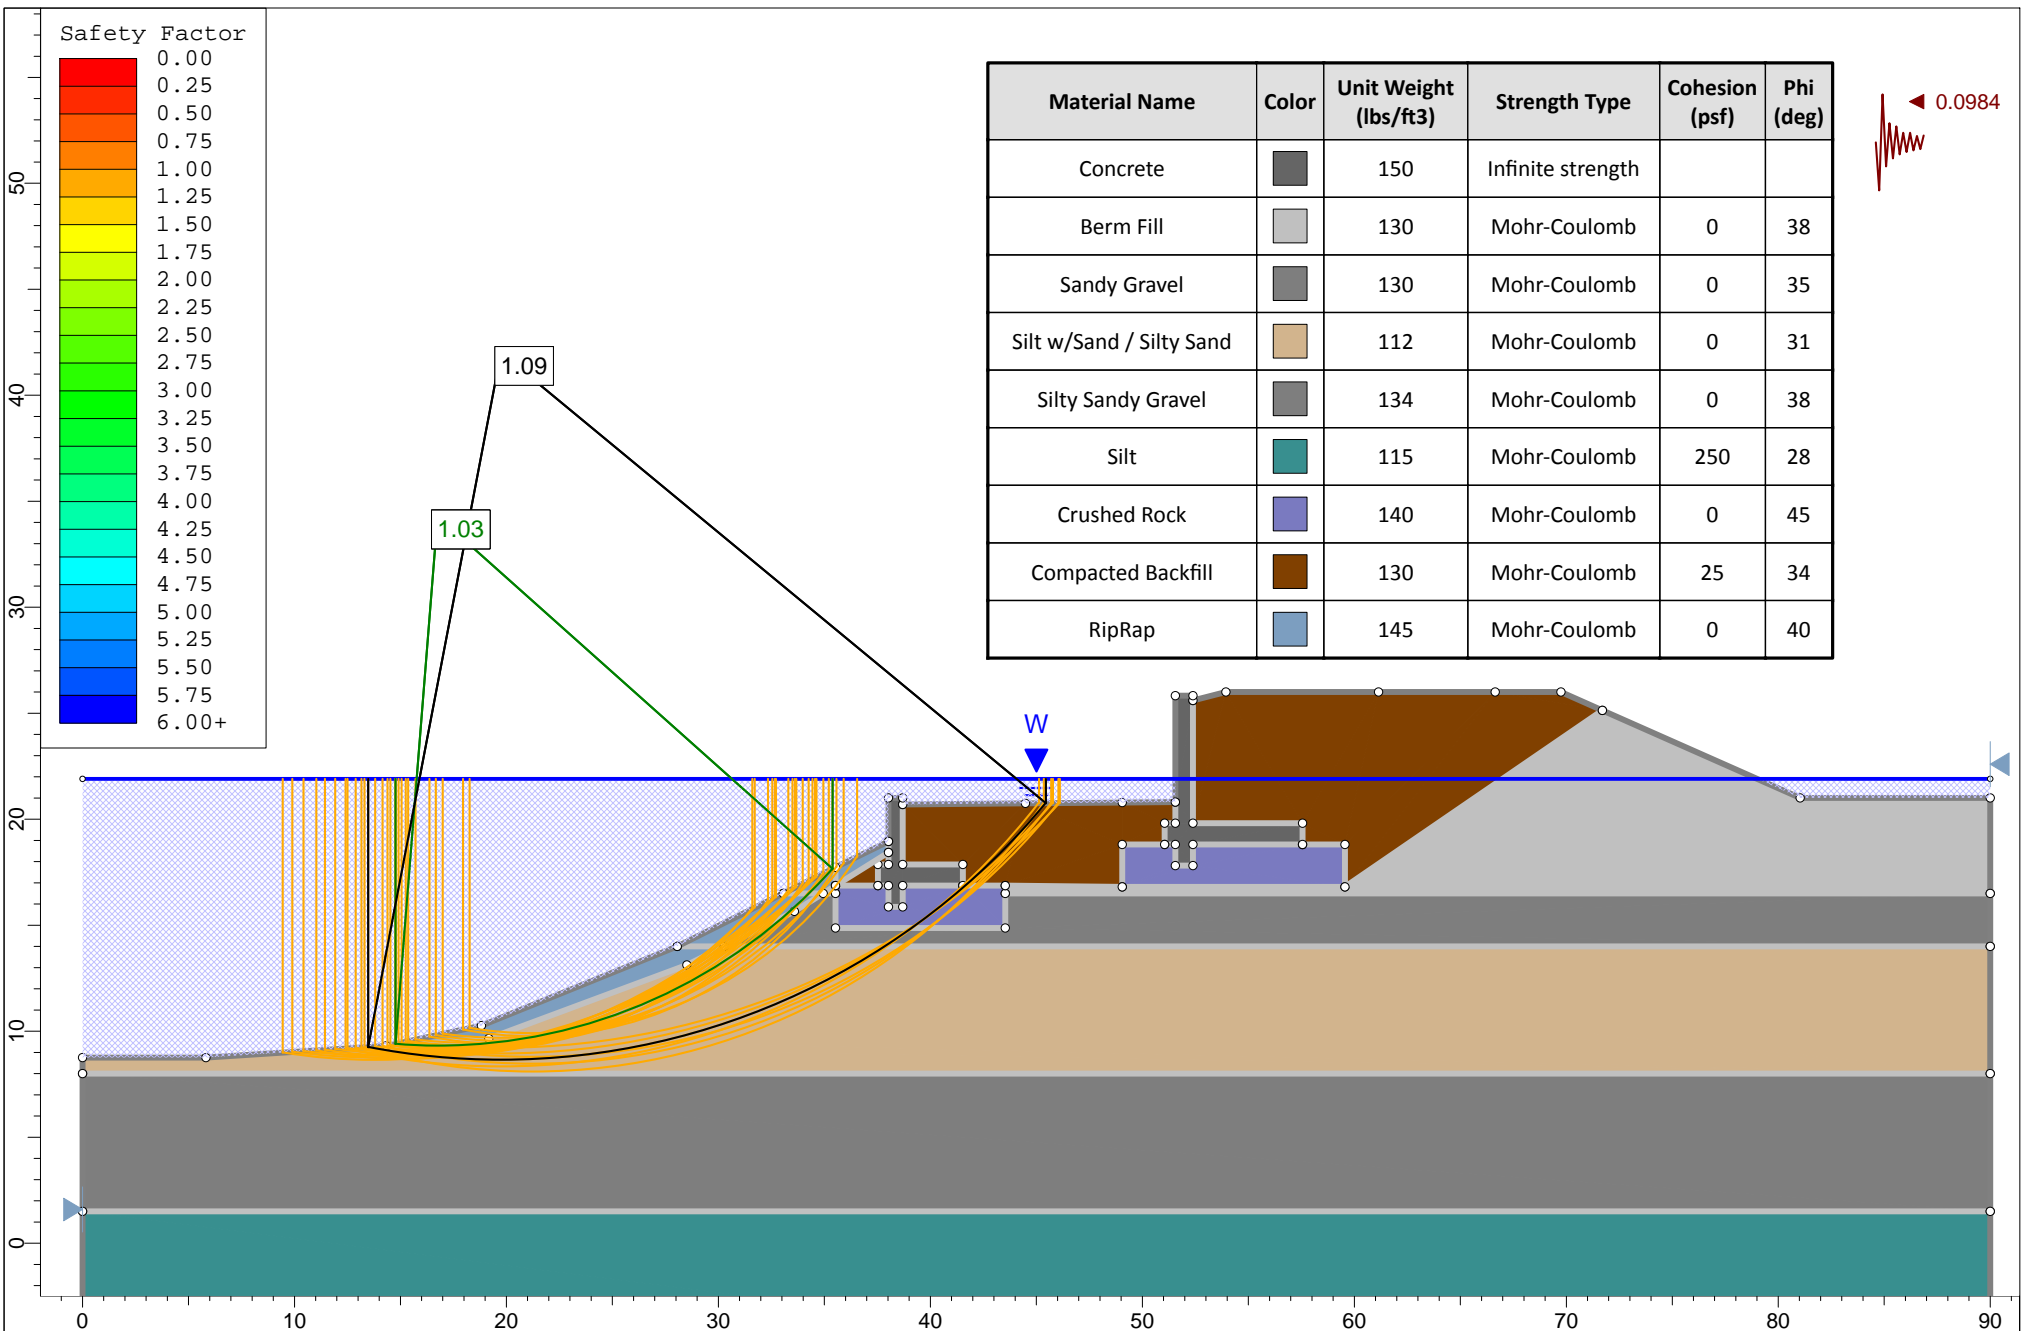 Safety Factor
0.00
0.25
0.50
0.75
1.00
1.25
1.50
1.75
2.00
2.25
2.50
2.75
3.00
3.25
3.50
3.75
4.00
4.25
4.50
4.75
5.00
5.25
5.50
5.75
6.00+
Material Name Color Unit Weight (lbs/ft3) Strength Type Cohesion (psf) Phi (deg)
Concrete 150 Infinite strength
Berm Fill 130 Mohr-Coulomb 0 38
Sandy Gravel 130 Mohr-Coulomb 0 35
Silt w/Sand / Silty Sand 112 Mohr-Coulomb 0 31
Silty Sandy Gravel 134 Mohr-Coulomb 0 38
Silt 115 Mohr-Coulomb 250 28
Crushed Rock 140 Mohr-Coulomb 0 45
Compacted Backfill 130 Mohr-Coulomb 25 34
RipRap 145 Mohr-Coulomb 0 40
0.0984
1.09
1.03
W
50
40
30
20
10
0
0 10 20 30 40 50 60 70 80 90